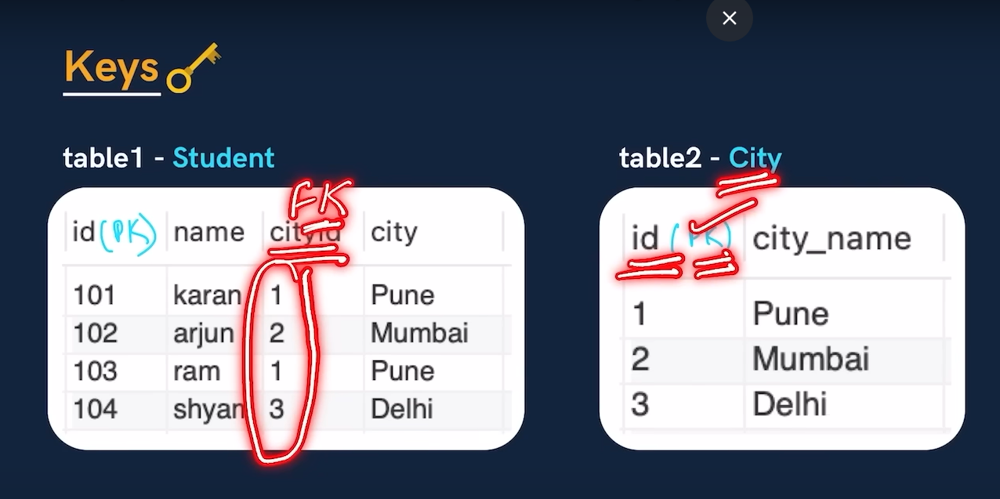 Keys
table1 - Student
FK
id (PK) name cityId city
101 karan 1 Pune
102 arjun 2 Mumbai
103 ram 1 Pune
104 shyam 3 Delhi
table2 - City
id (PK) city_name
1 Pune
2 Mumbai
3 Delhi